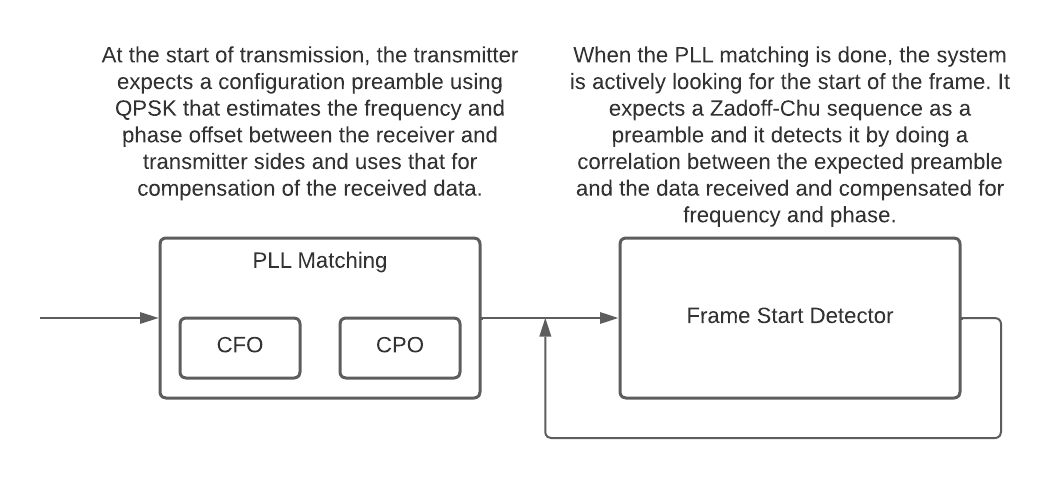 At the start of transmission, the transmitter
expects a configuration preamble using
QPSK that estimates the frequency and
phase offset between the receiver and
transmitter sides and uses that for
compensation of the received data.
When the PLL matching is done, the system
is actively looking for the start of the frame. It
expects a Zadoff-Chu sequence as a
preamble and it detects it by doing a
correlation between the expected preamble
and the data received and compensated for
frequency and phase.
PLL Matching
CFO
CPO
Frame Start Detector